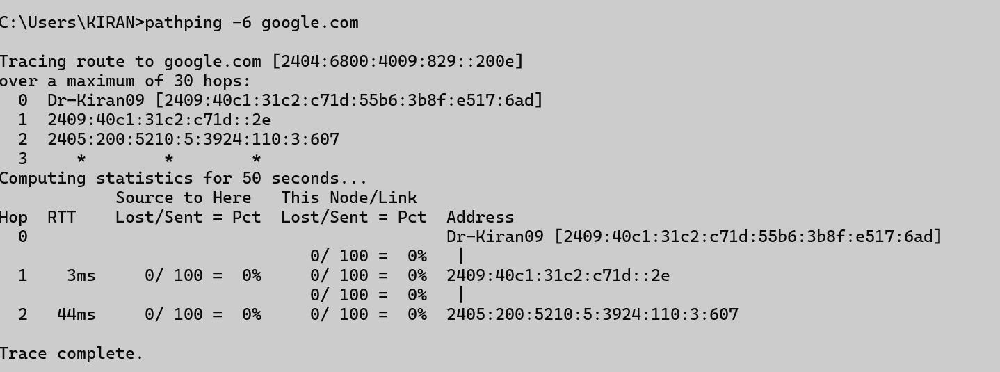 C:\Users\KIRAN>pathping -6 google.com
Tracing route to google.com [2404:6800:4009:829::200e]
over a maximum of 30 hops:
  0  Dr-Kiran09 [2409:40c1:31c2:c71d:55b6:3b8f:e517:6ad]
  1  2409:40c1:31c2:c71d::2e
  2  2405:200:5210:5:3924:110:3:607
  3     *        *        *
Computing statistics for 50 seconds...
            Source to Here   This Node/Link
Hop  RTT    Lost/Sent = Pct  Lost/Sent = Pct  Address
  0                                           Dr-Kiran09 [2409:40c1:31c2:c71d:55b6:3b8f:e517:6ad]
                                0/ 100 =  0%   |
  1    3ms     0/ 100 =  0%     0/ 100 =  0%  2409:40c1:31c2:c71d::2e
                                0/ 100 =  0%   |
  2   44ms     0/ 100 =  0%     0/ 100 =  0%  2405:200:5210:5:3924:110:3:607
Trace complete.